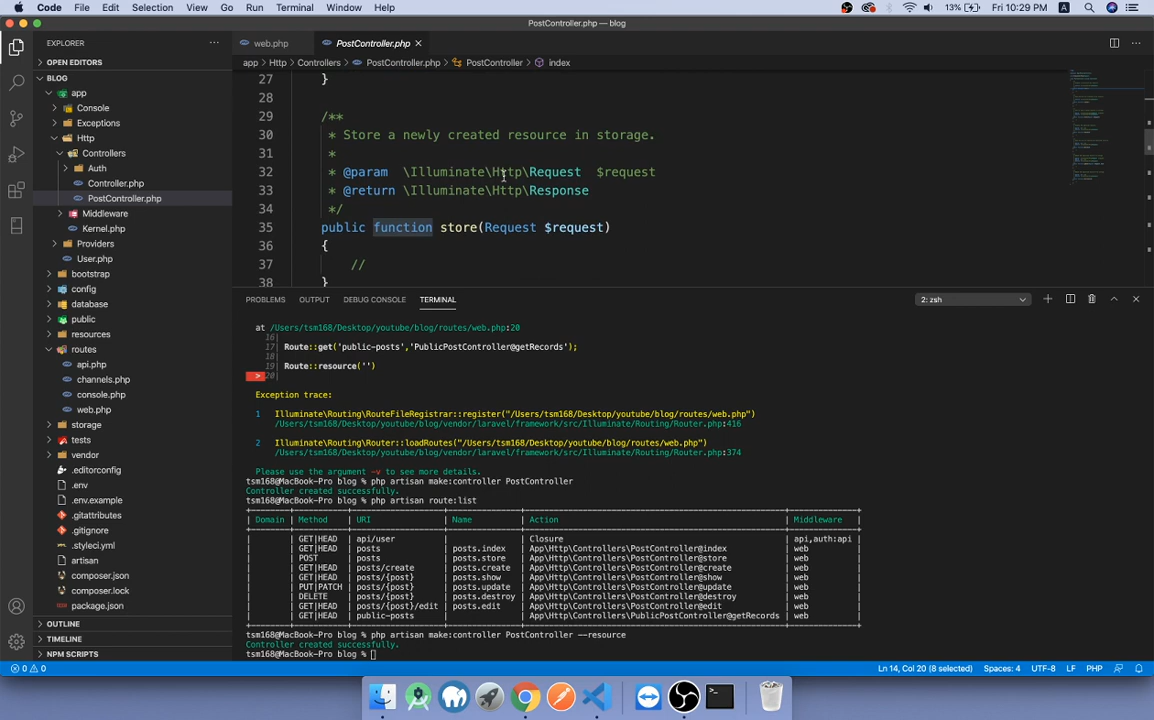 Code File Edit Selection View Go Run Terminal Window Help 13% A Fri 10:29 PM
PostController.php — blog
EXPLORER
OPEN EDITORS
BLOG
app
Console
Exceptions
Http
Controllers
Auth
Controller.php
PostController.php
Middleware
Kernel.php
Providers
User.php
bootstrap
config
database
public
resources
routes
api.php
channels.php
console.php
web.php
storage
tests
vendor
.editorconfig
.env
.env.example
.gitattributes
.gitignore
.styleci.yml
artisan
composer.json
composer.lock
package.json
OUTLINE
TIMELINE
NPM SCRIPTS
web.php PostController.php
app Http Controllers PostController.php PostController index
27 }
28
29 /**
30 * Store a newly created resource in storage.
31 *
32 * @param \Illuminate\Http\Request $request
33 * @return \Illuminate\Http\Response
34 */
35 public function store(Request $request)
36 {
37 //
38 }
PROBLEMS OUTPUT DEBUG CONSOLE TERMINAL 2: zsh
at /Users/tsm168/Desktop/youtube/blog/routes/web.php:20
16|
17| Route::get('public-posts','PublicPostController@getRecords');
18|
19| Route::resource('')
> 20|
Exception trace:
1 Illuminate\Routing\RouteFileRegistrar::register("/Users/tsm168/Desktop/youtube/blog/routes/web.php")
/Users/tsm168/Desktop/youtube/blog/vendor/laravel/framework/src/Illuminate/Routing/Router.php:416
2 Illuminate\Routing\Router::loadRoutes("/Users/tsm168/Desktop/youtube/blog/routes/web.php")
/Users/tsm168/Desktop/youtube/blog/vendor/laravel/framework/src/Illuminate/Routing/Router.php:374
Please use the argument -v to see more details.
tsm168@MacBook-Pro blog % php artisan make:controller PostController
Controller created successfully.
tsm168@MacBook-Pro blog % php artisan route:list
| Domain | Method | URI | Name | Action | Middleware |
| | GET|HEAD | api/user | | Closure | api,auth:api |
| | GET|HEAD | posts | posts.index | App\Http\Controllers\PostController@index | web |
| | POST | posts | posts.store | App\Http\Controllers\PostController@store | web |
| | GET|HEAD | posts/create | posts.create | App\Http\Controllers\PostController@create | web |
| | GET|HEAD | posts/{post} | posts.show | App\Http\Controllers\PostController@show | web |
| | PUT|PATCH | posts/{post} | posts.update | App\Http\Controllers\PostController@update | web |
| | DELETE | posts/{post} | posts.destroy | App\Http\Controllers\PostController@destroy | web |
| | GET|HEAD | posts/{post}/edit | posts.edit | App\Http\Controllers\PostController@edit | web |
| | GET|HEAD | public-posts | | App\Http\Controllers\PublicPostController@getRecords | web |
tsm168@MacBook-Pro blog % php artisan make:controller PostController --resource
Controller created successfully.
tsm168@MacBook-Pro blog %
0 0 Ln 14, Col 20 (8 selected) Spaces: 4 UTF-8 LF PHP